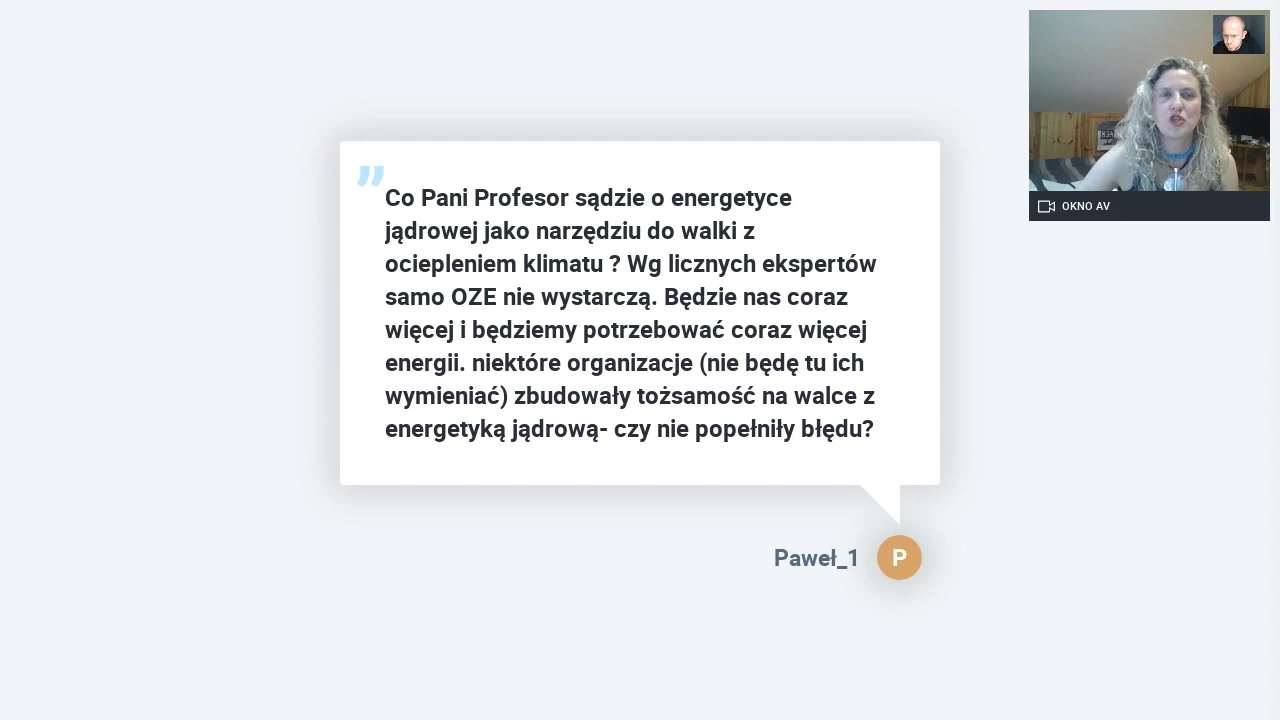 Co Pani Profesor sądzie o energetyce
jądrowej jako narzędziu do walki z
ociepleniem klimatu ? Wg licznych ekspertów
samo OZE nie wystarczą. Będzie nas coraz
więcej i będziemy potrzebować coraz więcej
energii. niektóre organizacje (nie będę tu ich
wymieniać) zbudowały tożsamość na walce z
energetyką jądrową- czy nie popełniły błędu?
Paweł_1
P
OKNO AV